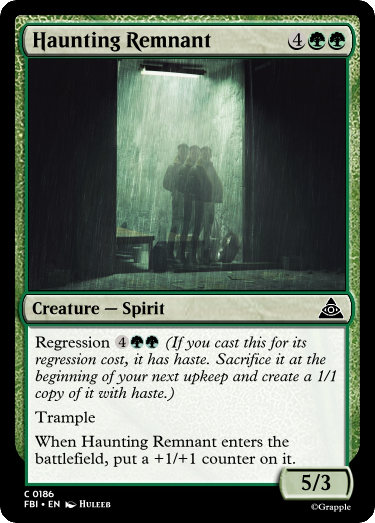 Haunting Remnant 4
Creature — Spirit
Regression 4 (If you cast this for its
regression cost, it has haste. Sacrifice it at the
beginning of your next upkeep and create a 1/1
copy of it with haste.)
Trample
When Haunting Remnant enters the
battlefield, put a +1/+1 counter on it.
5/3
C 0186
FBI • EN Huleeb
©Grapple